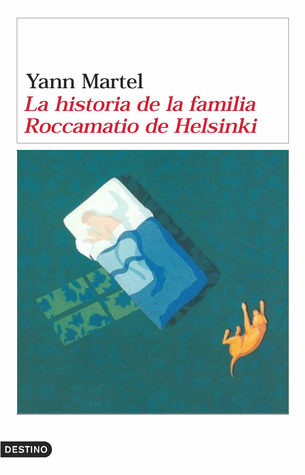 Yann Martel
La historia de la familia
Roccamatio de Helsinki
DESTINO